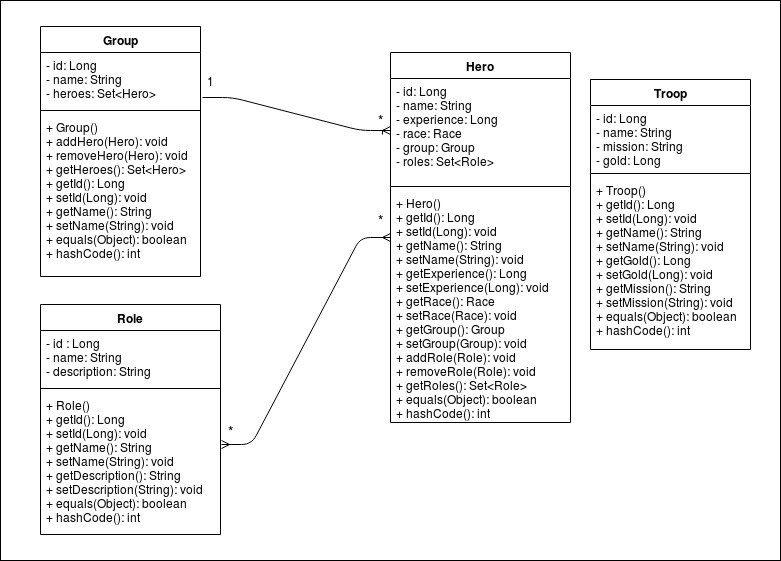 Group
- id: Long
- name: String
- heroes: Set<Hero>
+ Group()
+ addHero(Hero): void
+ removeHero(Hero): void
+ getHeroes(): Set<Hero>
+ getId(): Long
+ setId(Long): void
+ getName(): String
+ setName(String): void
+ equals(Object): boolean
+ hashCode(): int
1
*
Hero
- id: Long
- name: String
- experience: Long
- race: Race
- group: Group
- roles: Set<Role>
+ Hero()
+ getId(): Long
+ setId(Long): void
+ getName(): String
+ setName(String): void
+ getExperience(): Long
+ setExperience(Long): void
+ getRace(): Race
+ setRace(Race): void
+ getGroup(): Group
+ setGroup(Group): void
+ addRole(Role): void
+ removeRole(Role): void
+ getRoles(): Set<Role>
+ equals(Object): boolean
+ hashCode(): int
Troop
- id: Long
- name: String
- mission: String
- gold: Long
+ Troop()
+ getId(): Long
+ setId(Long): void
+ getName(): String
+ setName(String): void
+ getGold(): Long
+ setGold(Long): void
+ getMission(): String
+ setMission(String): void
+ equals(Object): boolean
+ hashCode(): int
*
*
Role
- id : Long
- name: String
- description: String
+ Role()
+ getId(): Long
+ setId(Long): void
+ getName(): String
+ setName(String): void
+ getDescription(): String
+ setDescription(String): void
+ equals(Object): boolean
+ hashCode(): int